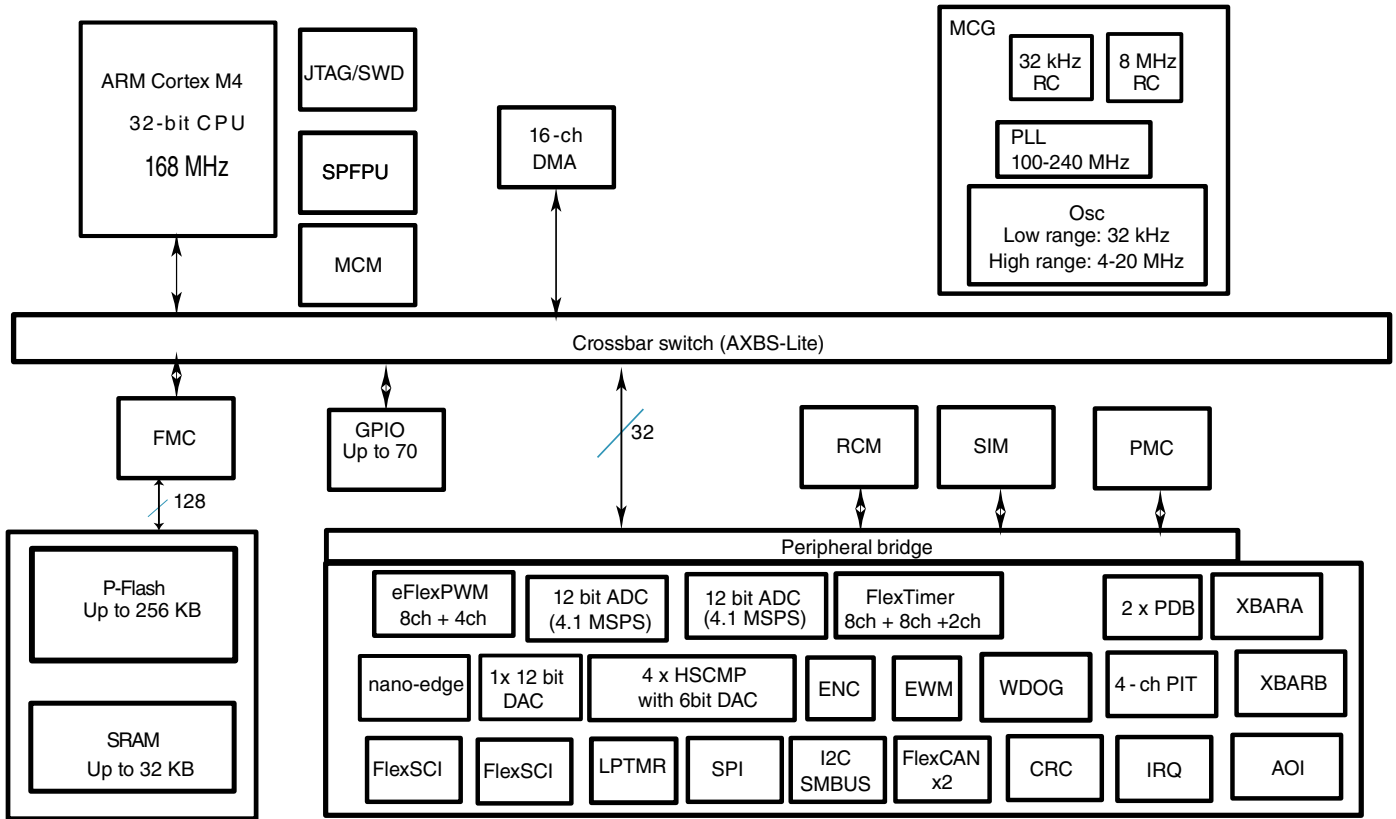 ARM Cortex M4
32-bit CPU
168 MHz
JTAG/SWD
SPFPU
MCM
16-ch
DMA
MCG
32 kHz
RC
8 MHz
RC
PLL
100-240 MHz
Osc
Low range: 32 kHz
High range: 4-20 MHz
Crossbar switch (AXBS-Lite)
FMC
GPIO
Up to 70
32
RCM
SIM
PMC
128
P-Flash
Up to 256 KB
SRAM
Up to 32 KB
Peripheral bridge
eFlexPWM
8ch + 4ch
12 bit ADC
(4.1 MSPS)
12 bit ADC
(4.1 MSPS)
FlexTimer
8ch + 8ch +2ch
2 x PDB
XBARA
nano-edge
1x 12 bit
DAC
4 x HSCMP
with 6bit DAC
ENC
EWM
WDOG
4-ch PIT
XBARB
FlexSCI
FlexSCI
LPTMR
SPI
I2C
SMBUS
FlexCAN
x2
CRC
IRQ
AOI